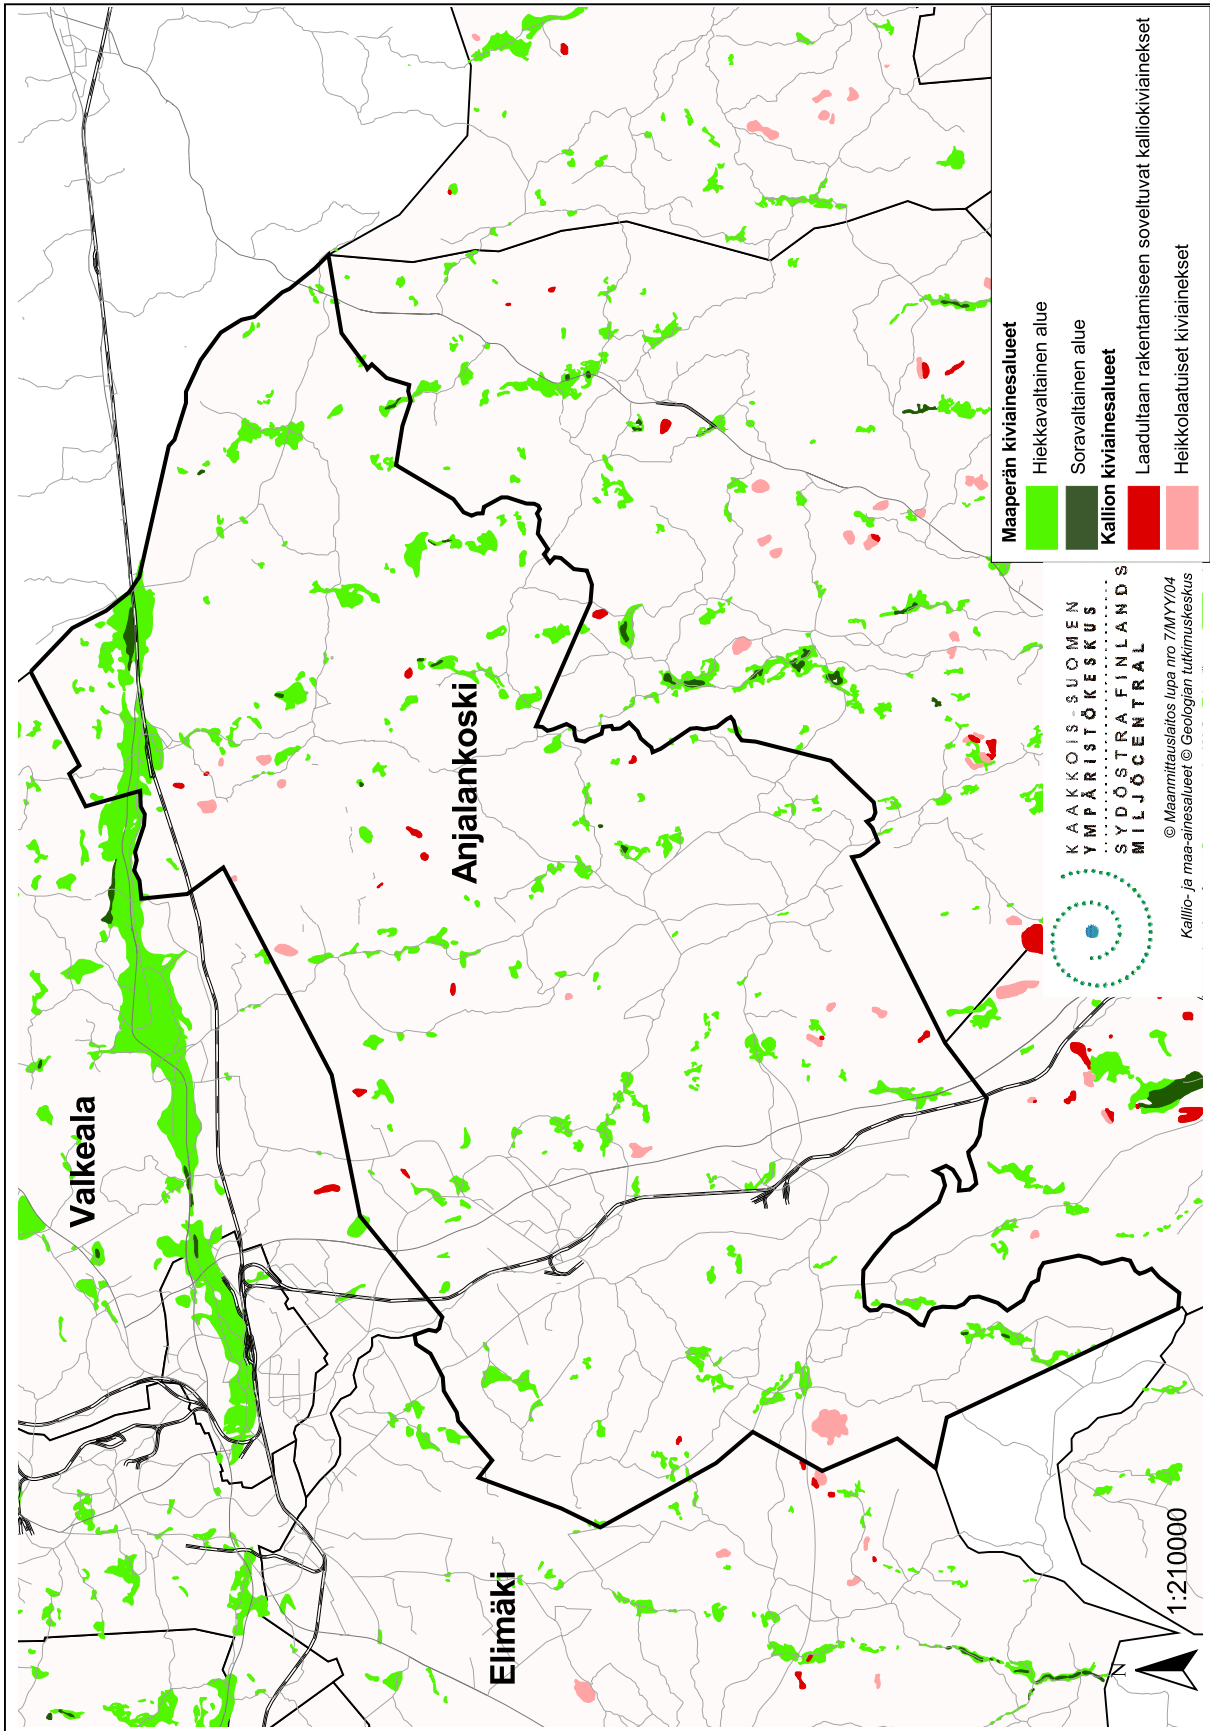 Valkeala
Anjalankoski
Elimäki
Maaperän kiviainesalueet
Hiekkavaltainen alue
Soravaltainen alue
Kallion kiviainesalueet
Laadultaan rakentamiseen soveltuvat kalliokiviainekset
Heikkolaatuiset kiviainekset
KAAKKOIS-SUOMEN
YMPÄRISTÖKESKUS
SYDÖSTRA FINLANDS
MILJÖCENTRAL
© Maanmittauslaitos lupa nro 7/MYY/04
Kalllio- ja maa-ainesalueet © Geologian tutkimuskeskus
1:210000
N